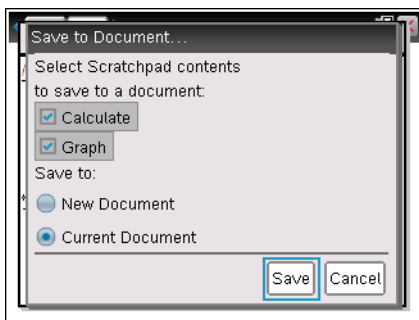 Save to Document...
Select Scratchpad contents
to save to a document:
Calculate
Graph
Save to:
New Document
Current Document
Save Cancel